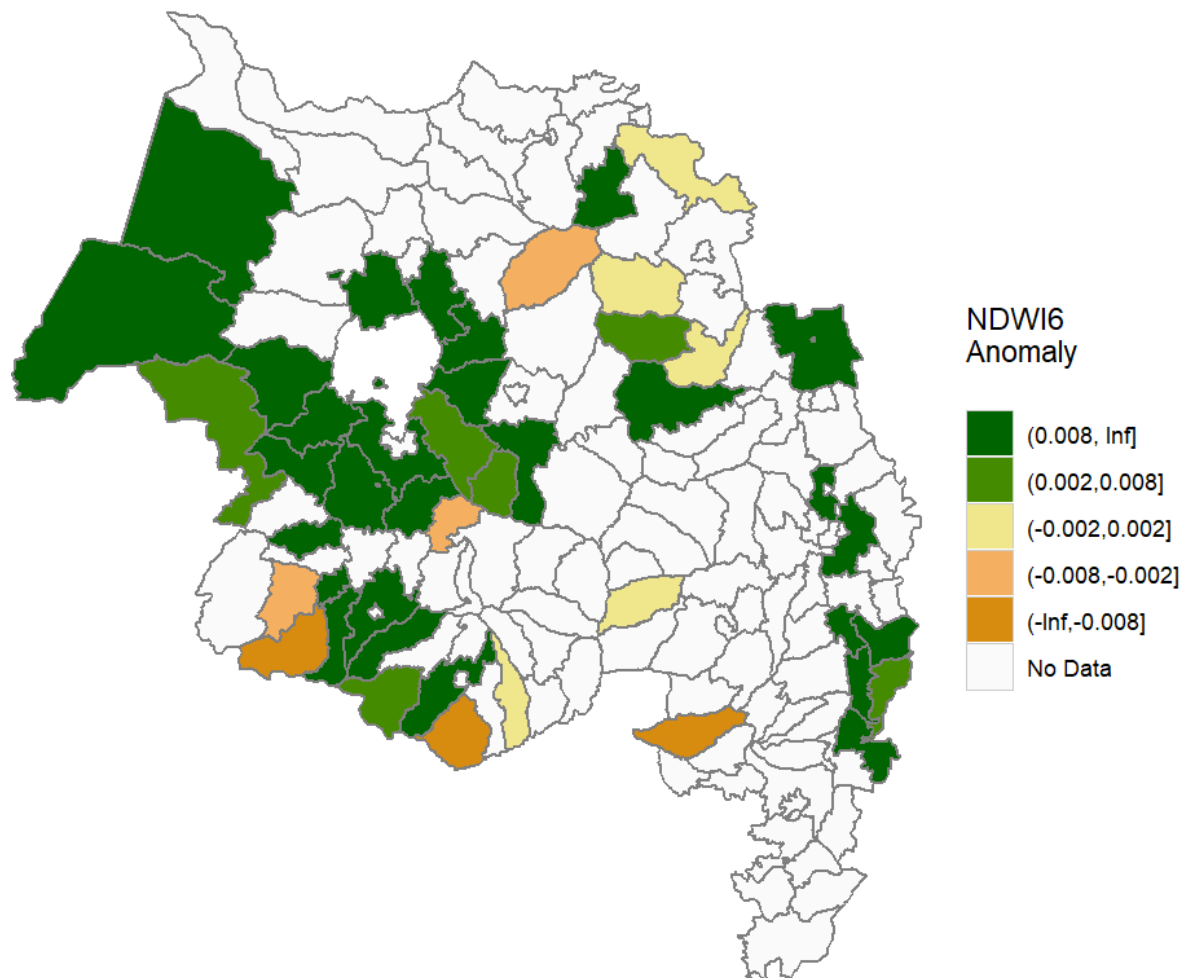 NDWI6
Anomaly
(0.008, Inf]
(0.002,0.008]
(-0.002,0.002]
(-0.008,-0.002]
(-Inf,-0.008]
No Data